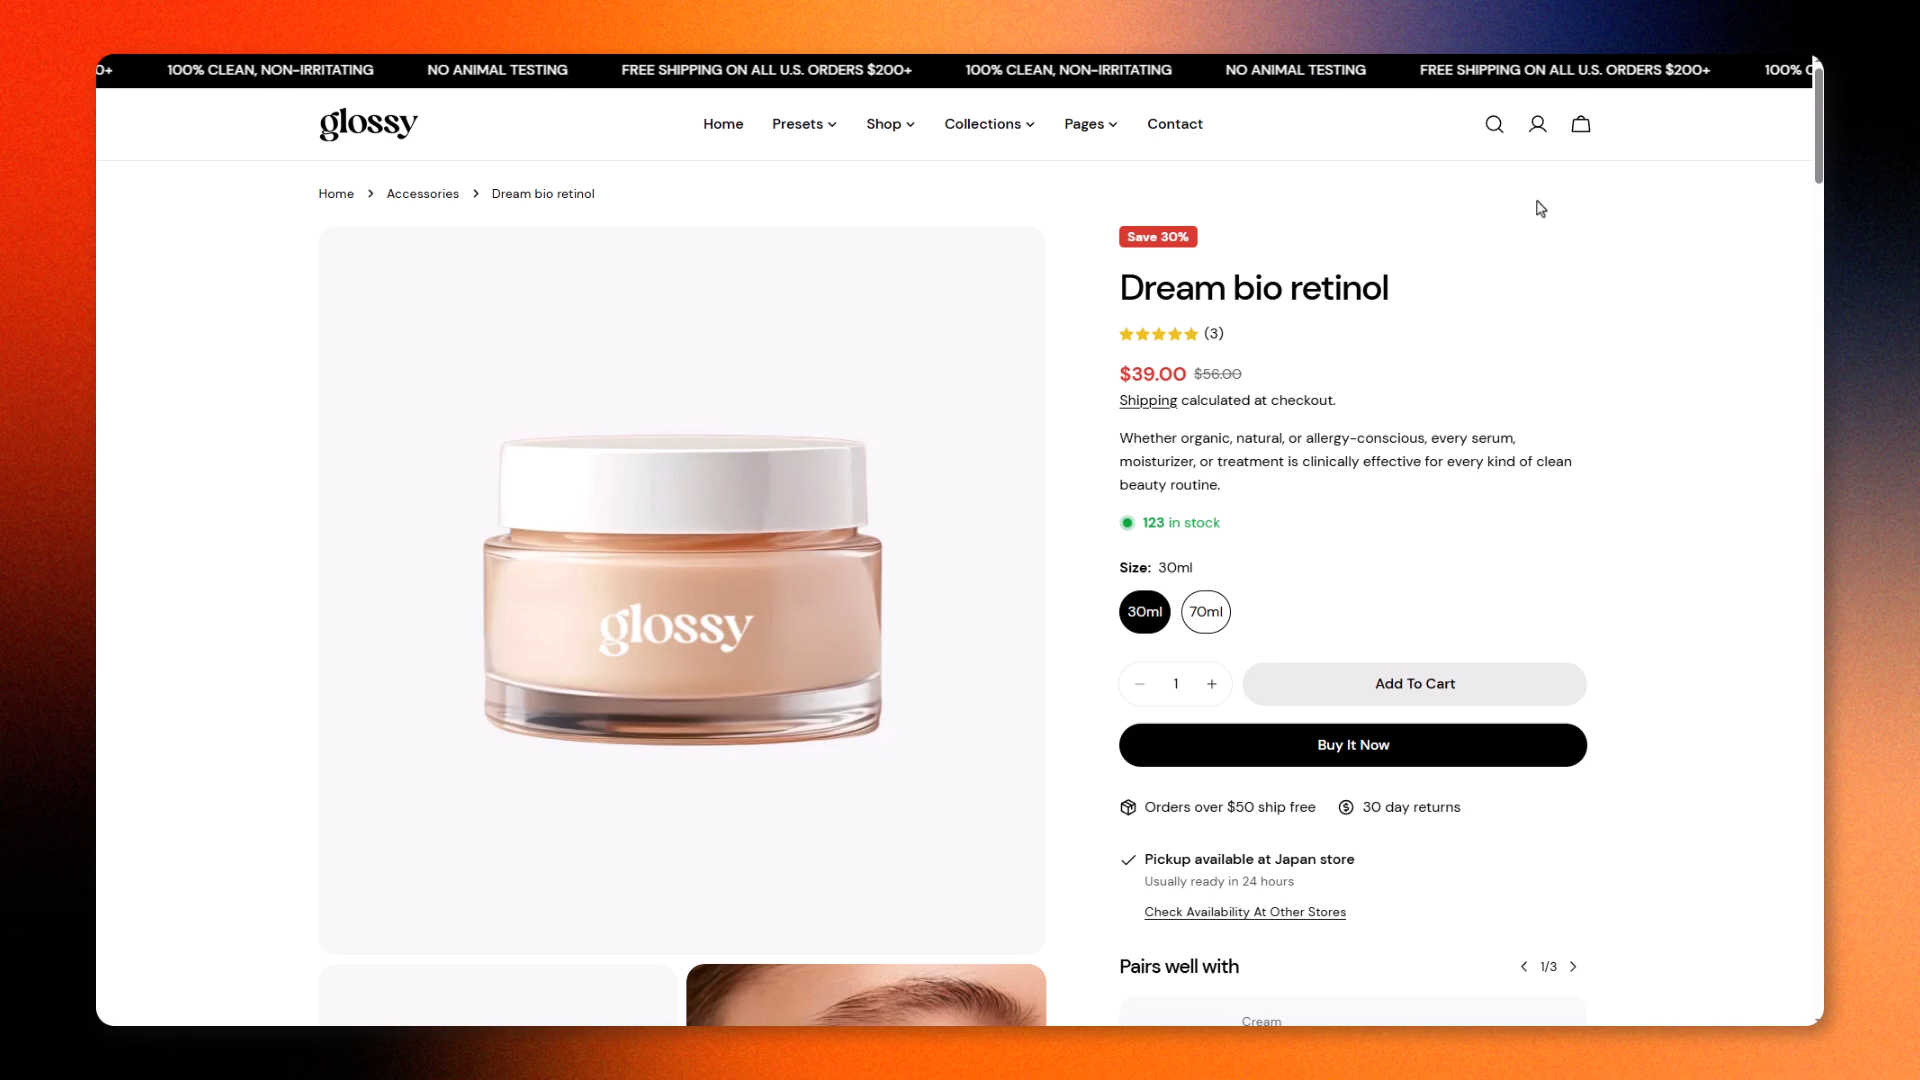 0+ 100% CLEAN, NON-IRRITATING NO ANIMAL TESTING FREE SHIPPING ON ALL U.S. ORDERS $200+ 100% CLEAN, NON-IRRITATING NO ANIMAL TESTING FREE SHIPPING ON ALL U.S. ORDERS $200+ 100% C
glossy
Home Presets Shop Collections Pages Contact
Home > Accessories > Dream bio retinol
Save 30%
Dream bio retinol
(3)
$39.00 $56.00
Shipping calculated at checkout.
Whether organic, natural, or allergy-conscious, every serum,
moisturizer, or treatment is clinically effective for every kind of clean
beauty routine.
123 in stock
Size: 30ml
30ml 70ml
− 1 + Add To Cart
Buy It Now
Orders over $50 ship free 30 day returns
Pickup available at Japan store
Usually ready in 24 hours
Check Availability At Other Stores
Pairs well with < 1/3 >
Cream
glossy